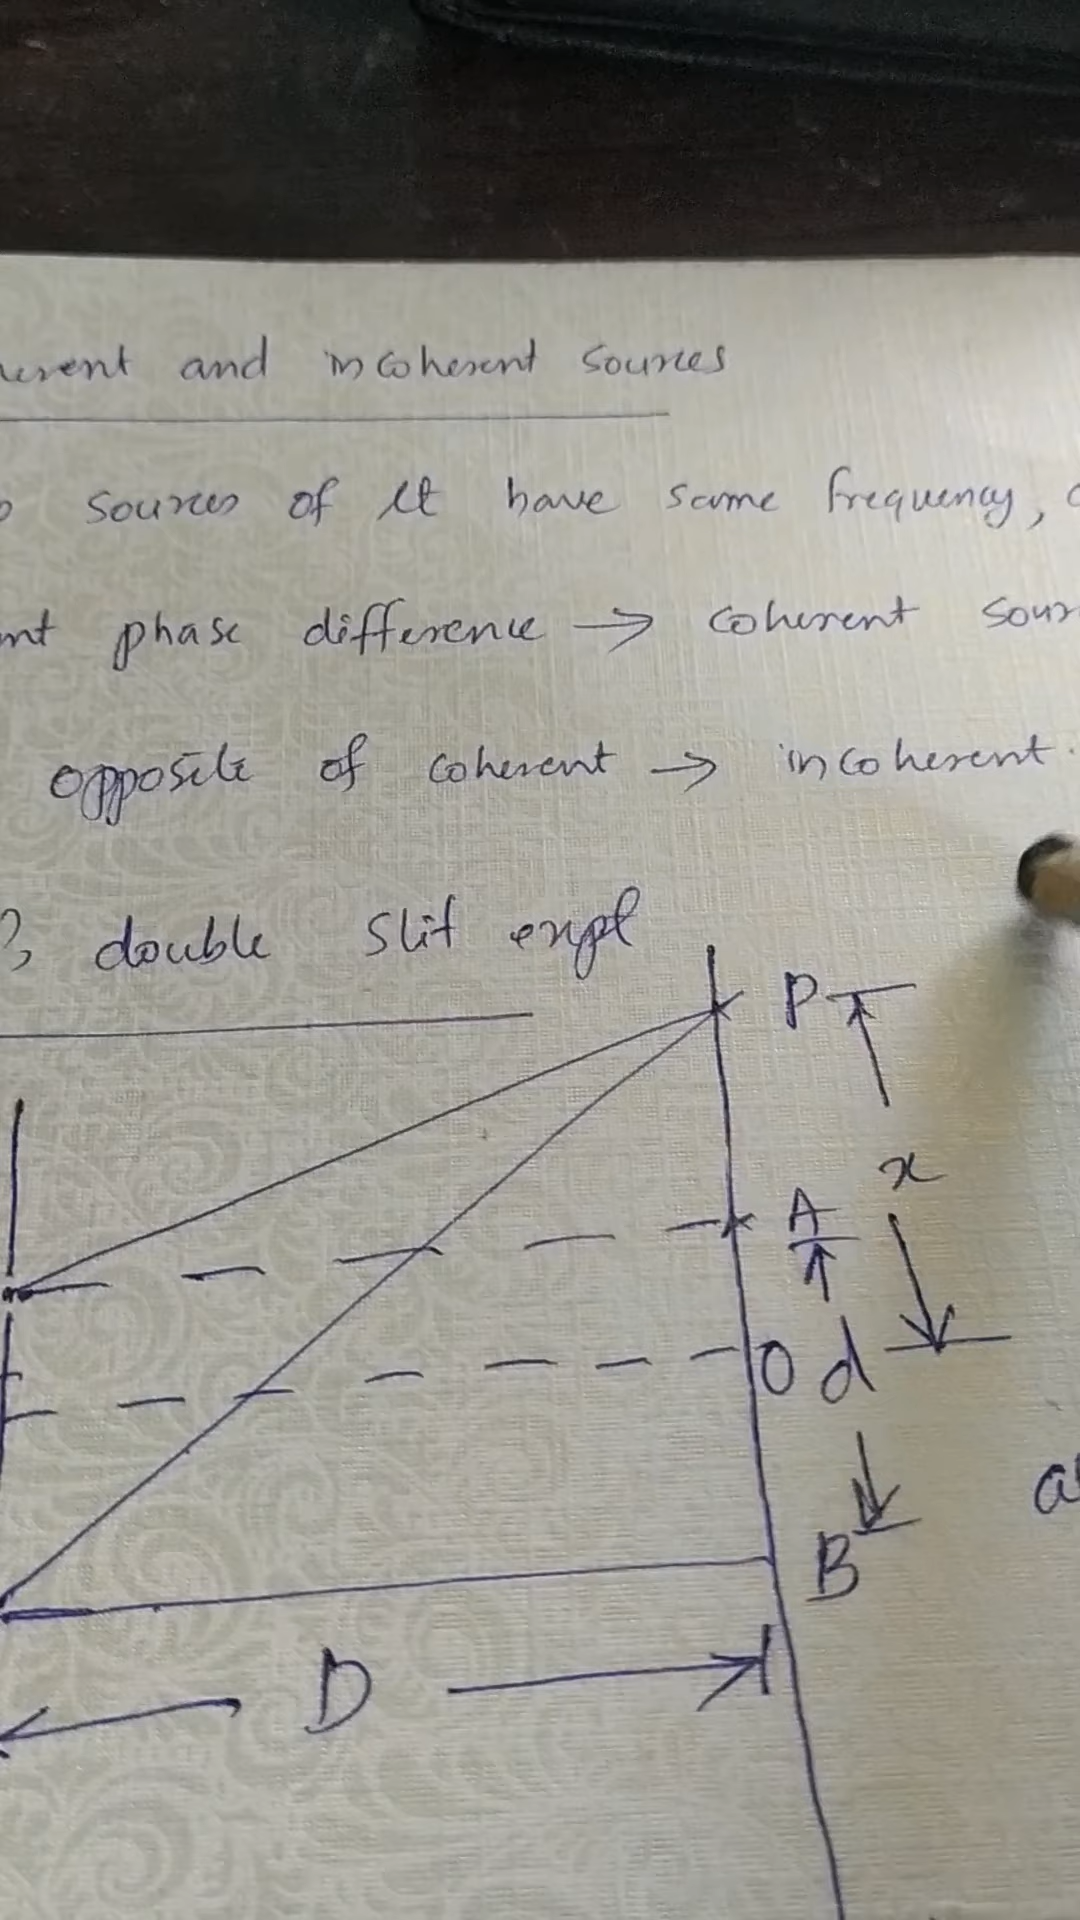 and incoherent sources
sources of lt have same frequency,
phase difference → coherent
opposite of coherent → incoherent.
double slit expt
P
x
A
O d
B
D